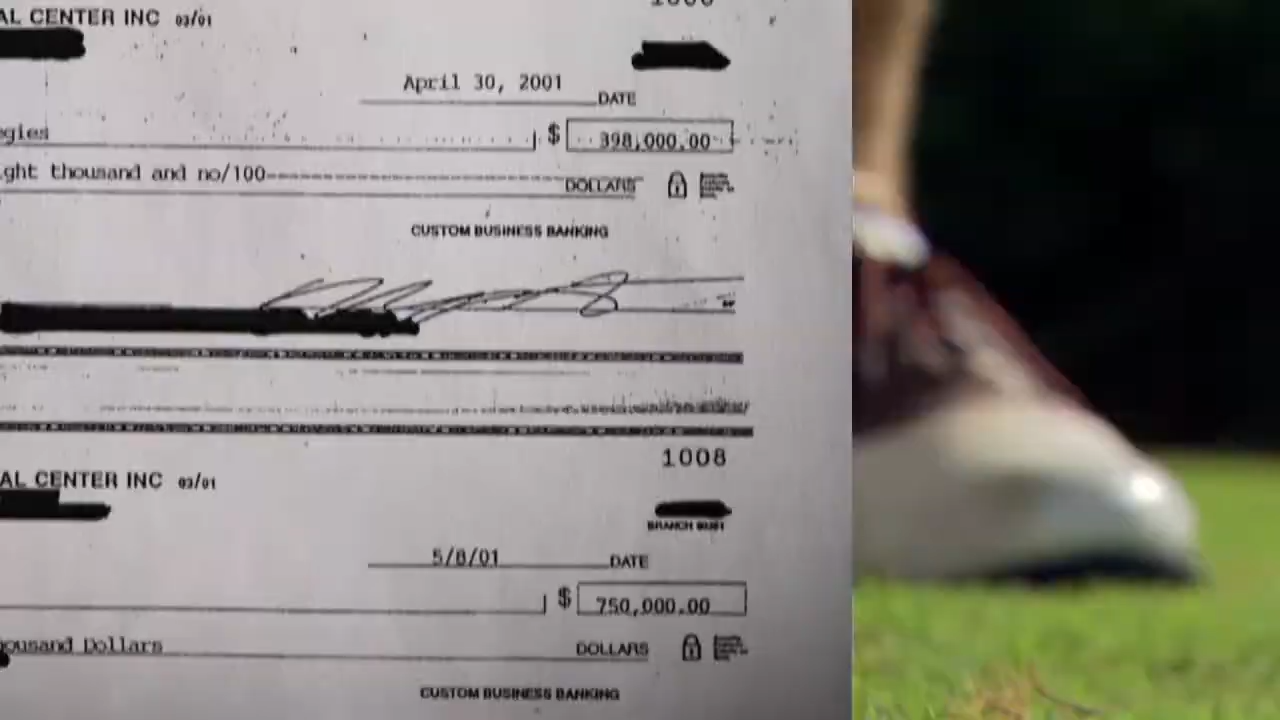 AL CENTER INC 03/01
April 30, 2001 DATE
egies $ 398,000.00
ght thousand and no/100 DOLLARS
CUSTOM BUSINESS BANKING
1008
AL CENTER INC 03/01
BRANCH
5/8/01 DATE
$ 750,000.00
ousand Dollars DOLLARS
CUSTOM BUSINESS BANKING